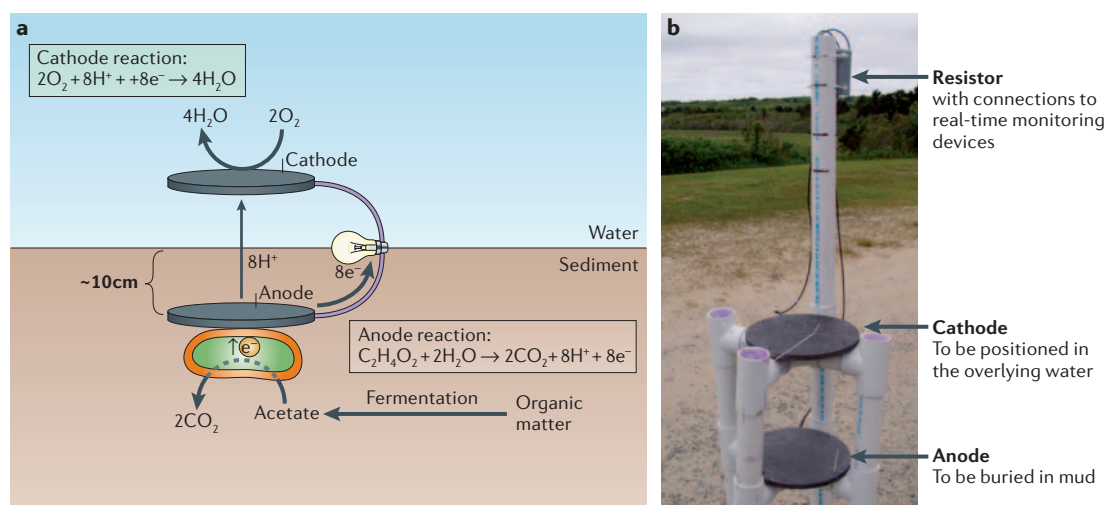 a
Cathode reaction:
2O₂ + 8H⁺ + +8e⁻ → 4H₂O
4H₂O
2O₂
Cathode
Water
Sediment
8H⁺
8e⁻
~10cm
Anode
Anode reaction:
C₂H₄O₂ + 2H₂O → 2CO₂ + 8H⁺ + 8e⁻
e⁻
2CO₂
Acetate
Fermentation
Organic
matter
b
Resistor
with connections to
real-time monitoring
devices
Cathode
To be positioned in
the overlying water
Anode
To be buried in mud